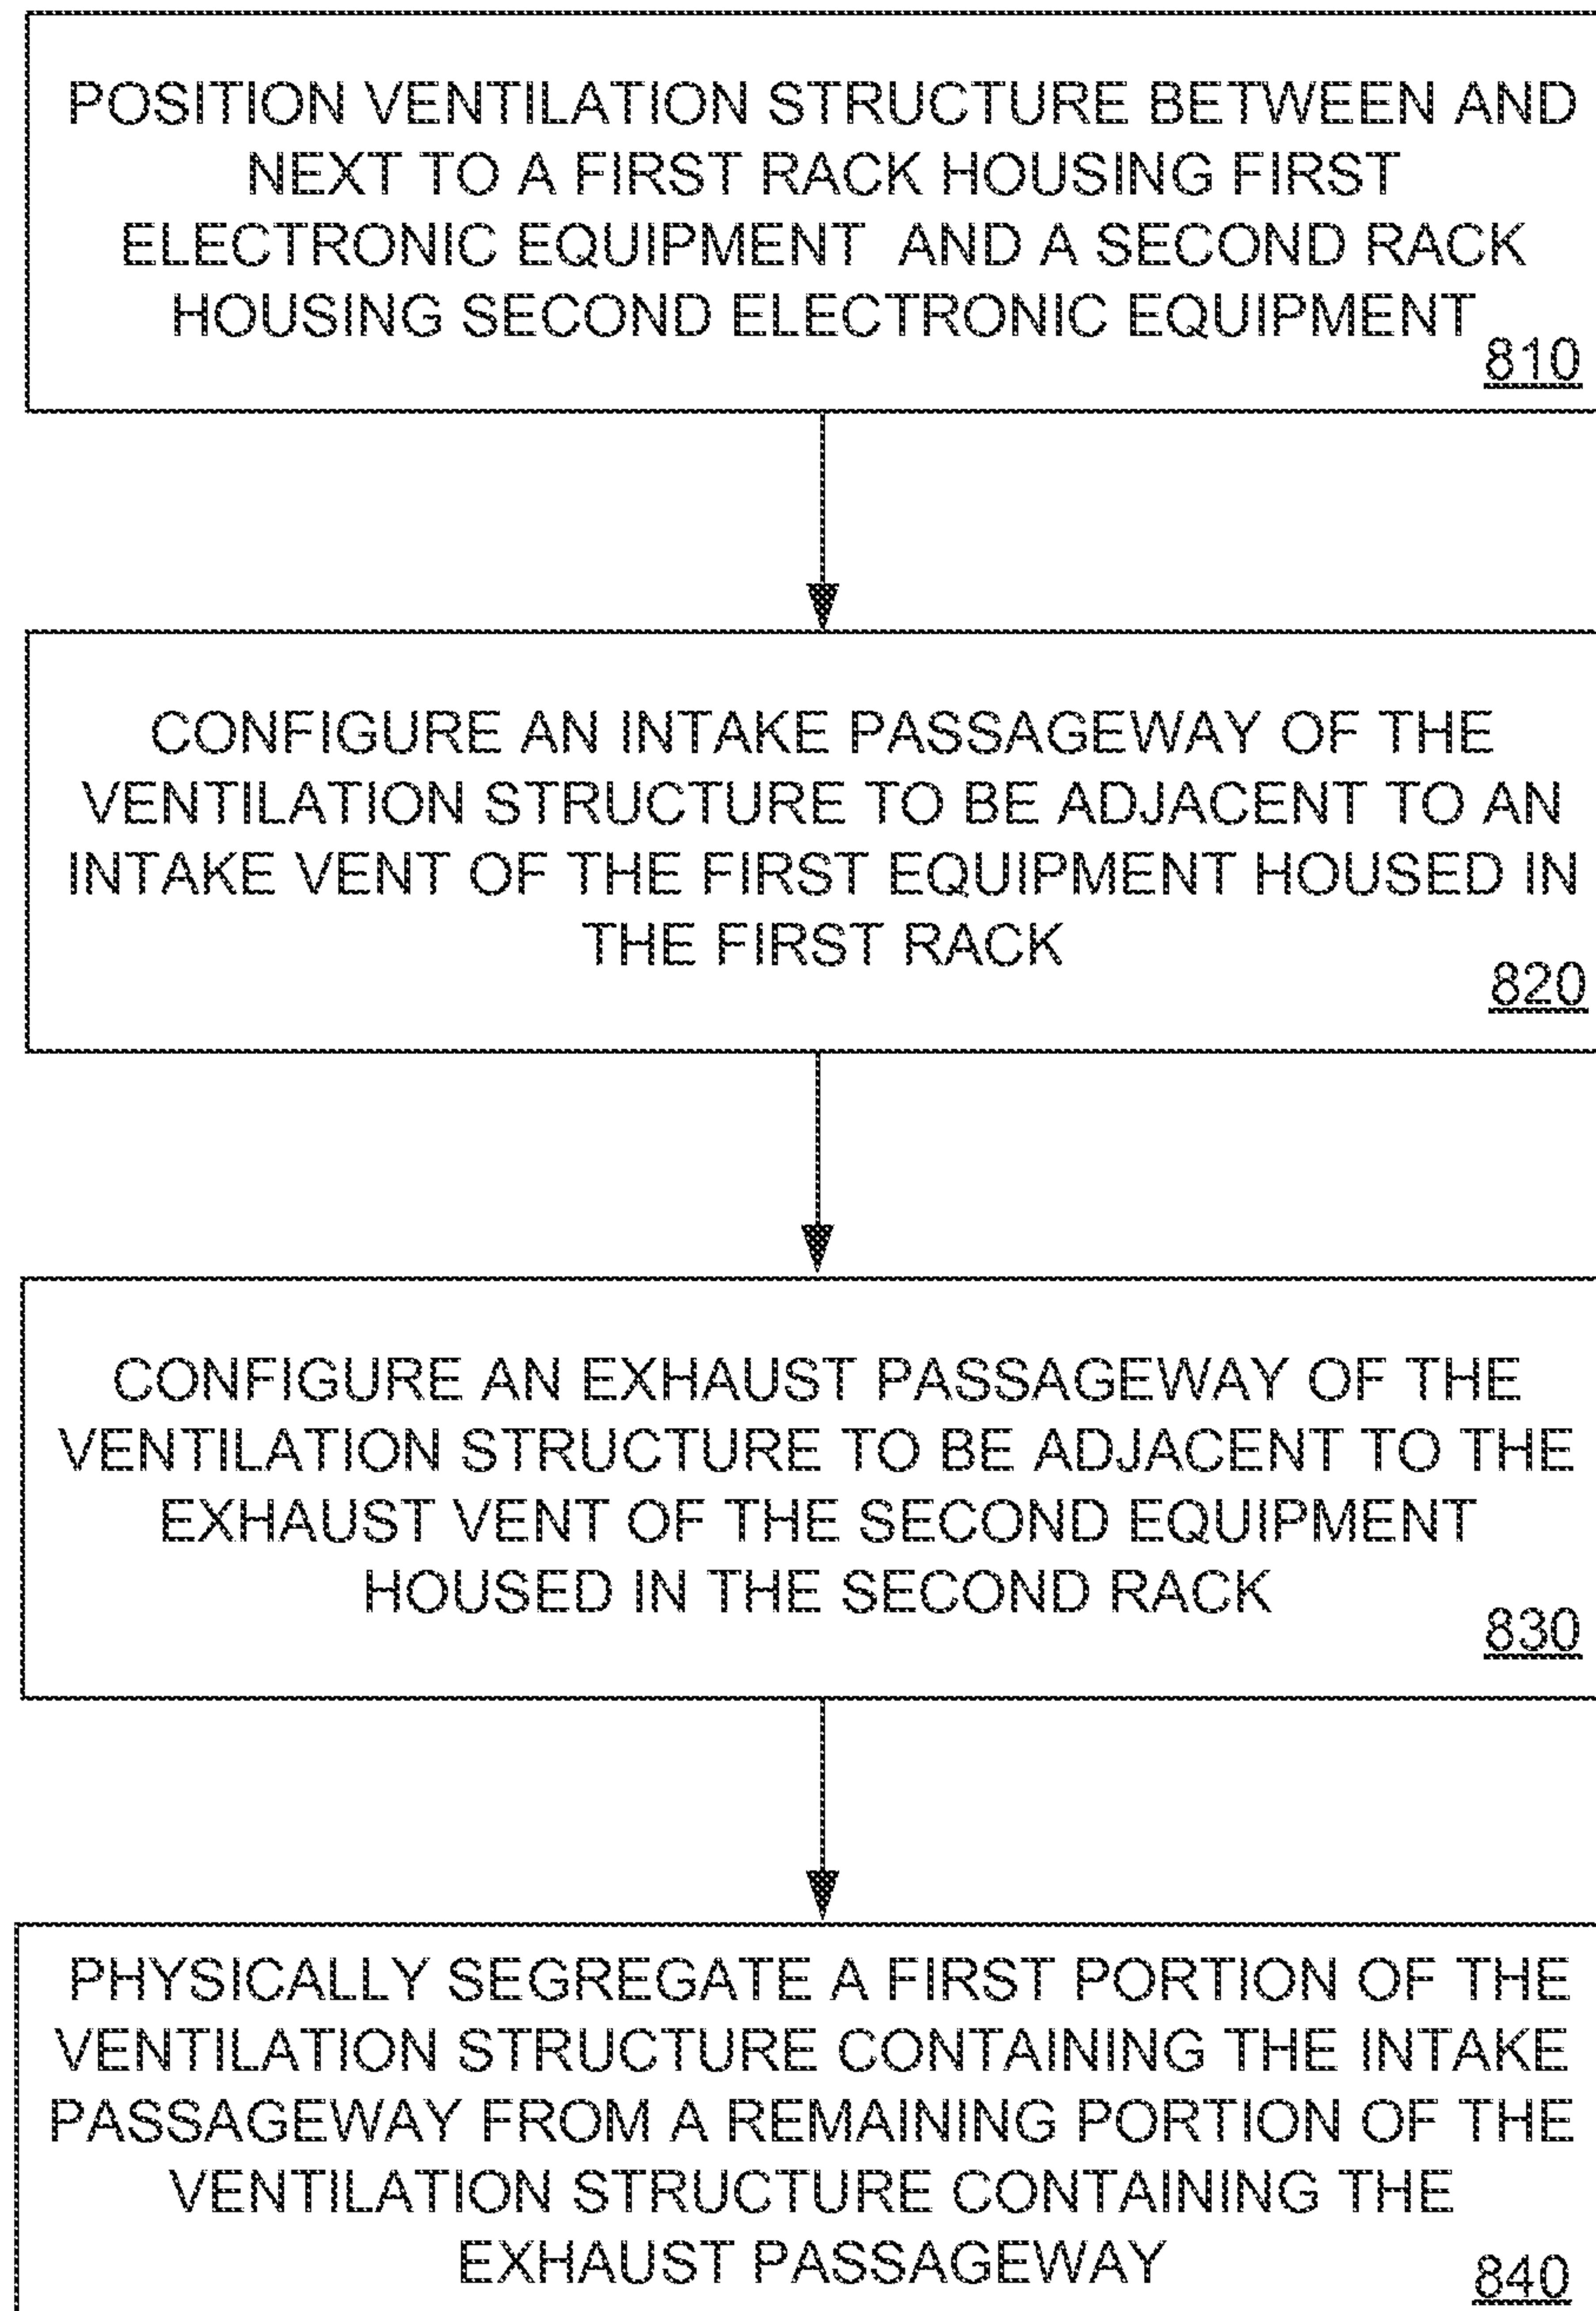 POSITION VENTILATION STRUCTURE BETWEEN AND
NEXT TO A FIRST RACK HOUSING FIRST
ELECTRONIC EQUIPMENT AND A SECOND RACK
HOUSING SECOND ELECTRONIC EQUIPMENT
810
CONFIGURE AN INTAKE PASSAGEWAY OF THE
VENTILATION STRUCTURE TO BE ADJACENT TO AN
INTAKE VENT OF THE FIRST EQUIPMENT HOUSED IN
THE FIRST RACK
820
CONFIGURE AN EXHAUST PASSAGEWAY OF THE
VENTILATION STRUCTURE TO BE ADJACENT TO THE
EXHAUST VENT OF THE SECOND EQUIPMENT
HOUSED IN THE SECOND RACK
830
PHYSICALLY SEGREGATE A FIRST PORTION OF THE
VENTILATION STRUCTURE CONTAINING THE INTAKE
PASSAGEWAY FROM A REMAINING PORTION OF THE
VENTILATION STRUCTURE CONTAINING THE
EXHAUST PASSAGEWAY
840